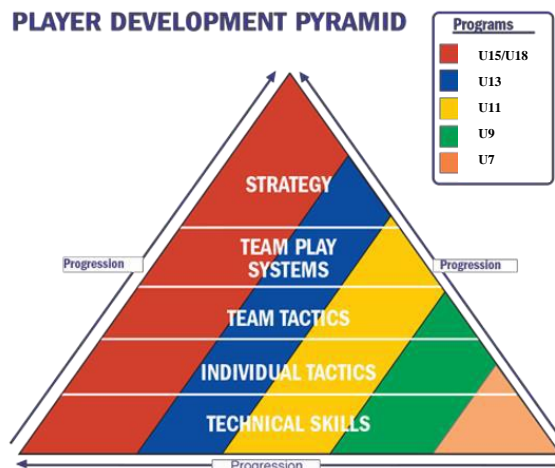 PLAYER DEVELOPMENT PYRAMID
Programs
U15/U18
U13
U11
U9
U7
STRATEGY
TEAM PLAY
SYSTEMS
Progression
Progression
TEAM TACTICS
INDIVIDUAL TACTICS
TECHNICAL SKILLS
Progression